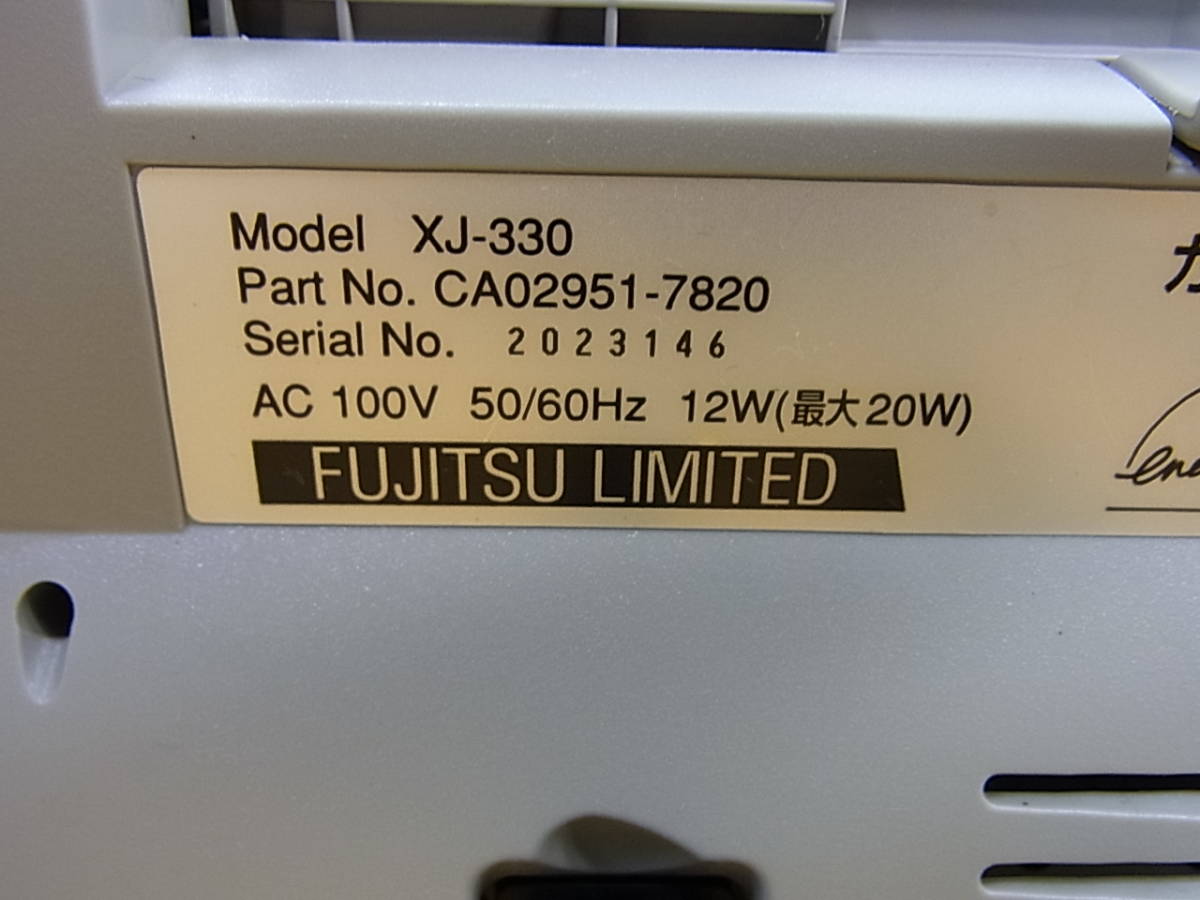 Model XJ-330
Part No. CA02951-7820
Serial No. 2023146
AC 100V 50/60Hz 12W(最大20W)
FUJITSU LIMITED